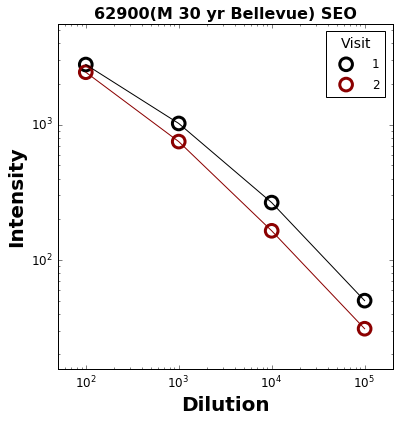 62900(M 30 yr Bellevue) SEO
Visit
1
2
10³
10²
Intensity
10² 10³ 10⁴ 10⁵
Dilution